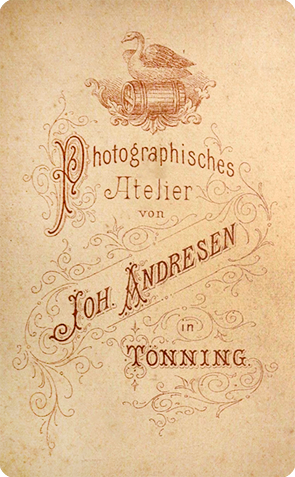 Photographisches
Atelier
von
JOH. ANDRESEN
in
TÖNNING.